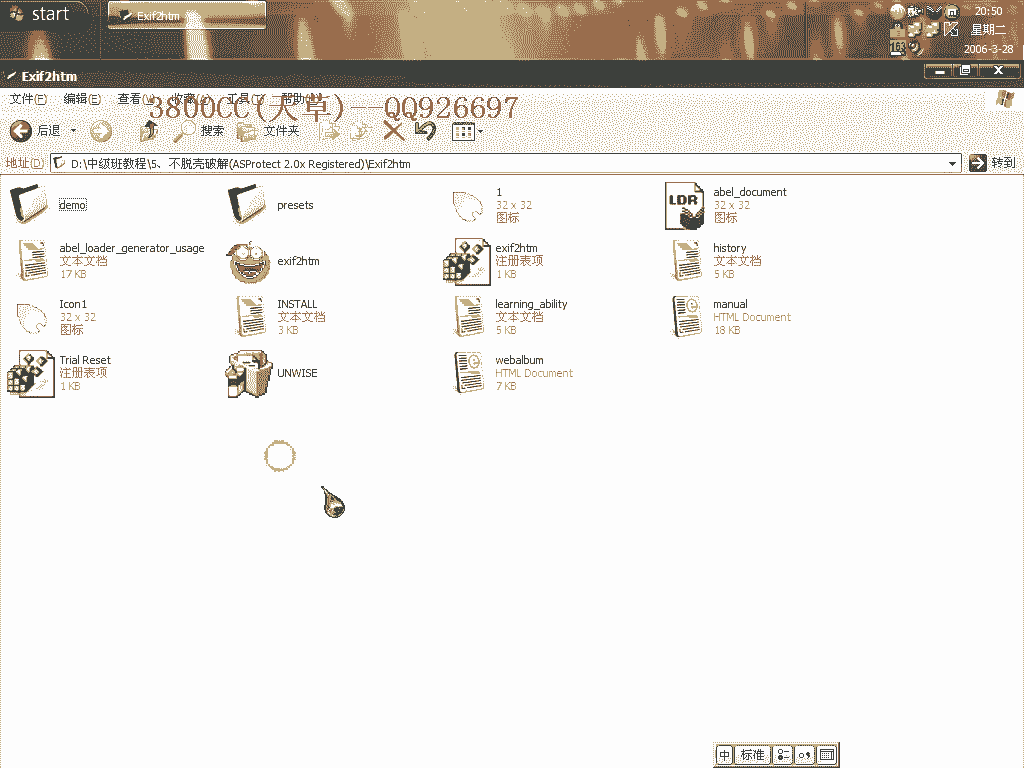 start
Exif2htm
20:50
星期二
2006-3-28
163
Exif2htm
文件(F) 编辑(E) 查看(V) 收藏(A) 工具(T) 帮助(H)
3800CC(天草)--QQ926697
后退 搜索 文件夹
地址(D) D:\中级班教程\5、不脱壳破解(ASProtect 2.0x Registered)\Exif2htm 转到
demo
presets
1
32 x 32
图标
abel_document
32 x 32
图标
LDR
abel_loader_generator_usage
文本文档
17 KB
exif2htm
exif2htm
注册表项
1 KB
history
文本文档
5 KB
Icon1
32 x 32
图标
INSTALL
文本文档
3 KB
learning_ability
文本文档
5 KB
manual
HTML Document
18 KB
Trial Reset
注册表项
1 KB
UNWISE
webalbum
HTML Document
7 KB
中 标准